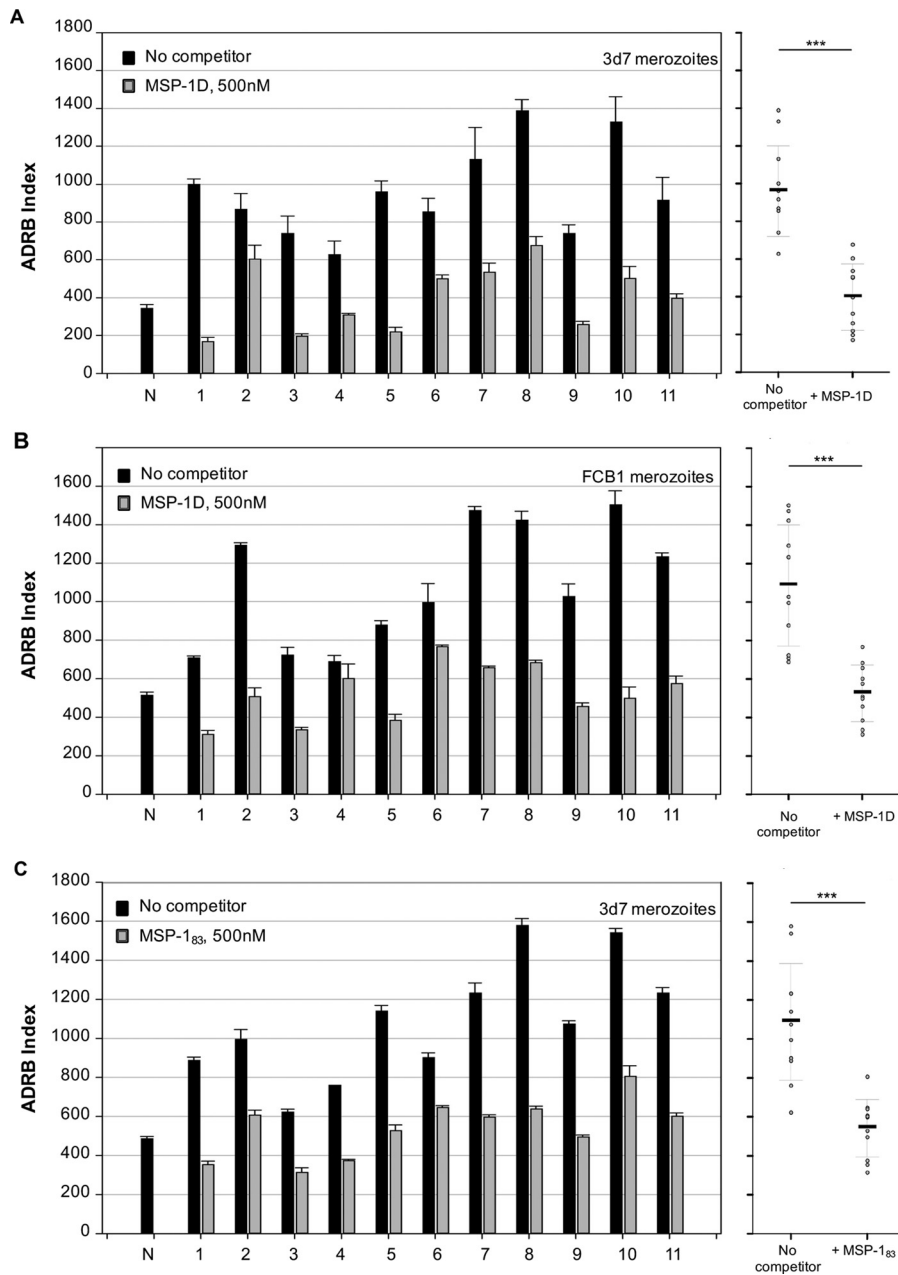 A
1800
1600
1400
1200
1000
800
600
400
200
0
ADRB Index
No competitor
MSP-1D, 500nM
3d7 merozoites
N 1 2 3 4 5 6 7 8 9 10 11
***
No competitor
+ MSP-1D
B
1800
1600
1400
1200
1000
800
600
400
200
0
ADRB Index
No competitor
MSP-1D, 500nM
FCB1 merozoites
N 1 2 3 4 5 6 7 8 9 10 11
***
No competitor
+ MSP-1D
C
1800
1600
1400
1200
1000
800
600
400
200
0
ADRB Index
No competitor
MSP-1₈₃, 500nM
3d7 merozoites
N 1 2 3 4 5 6 7 8 9 10 11
***
No competitor
+ MSP-1₈₃